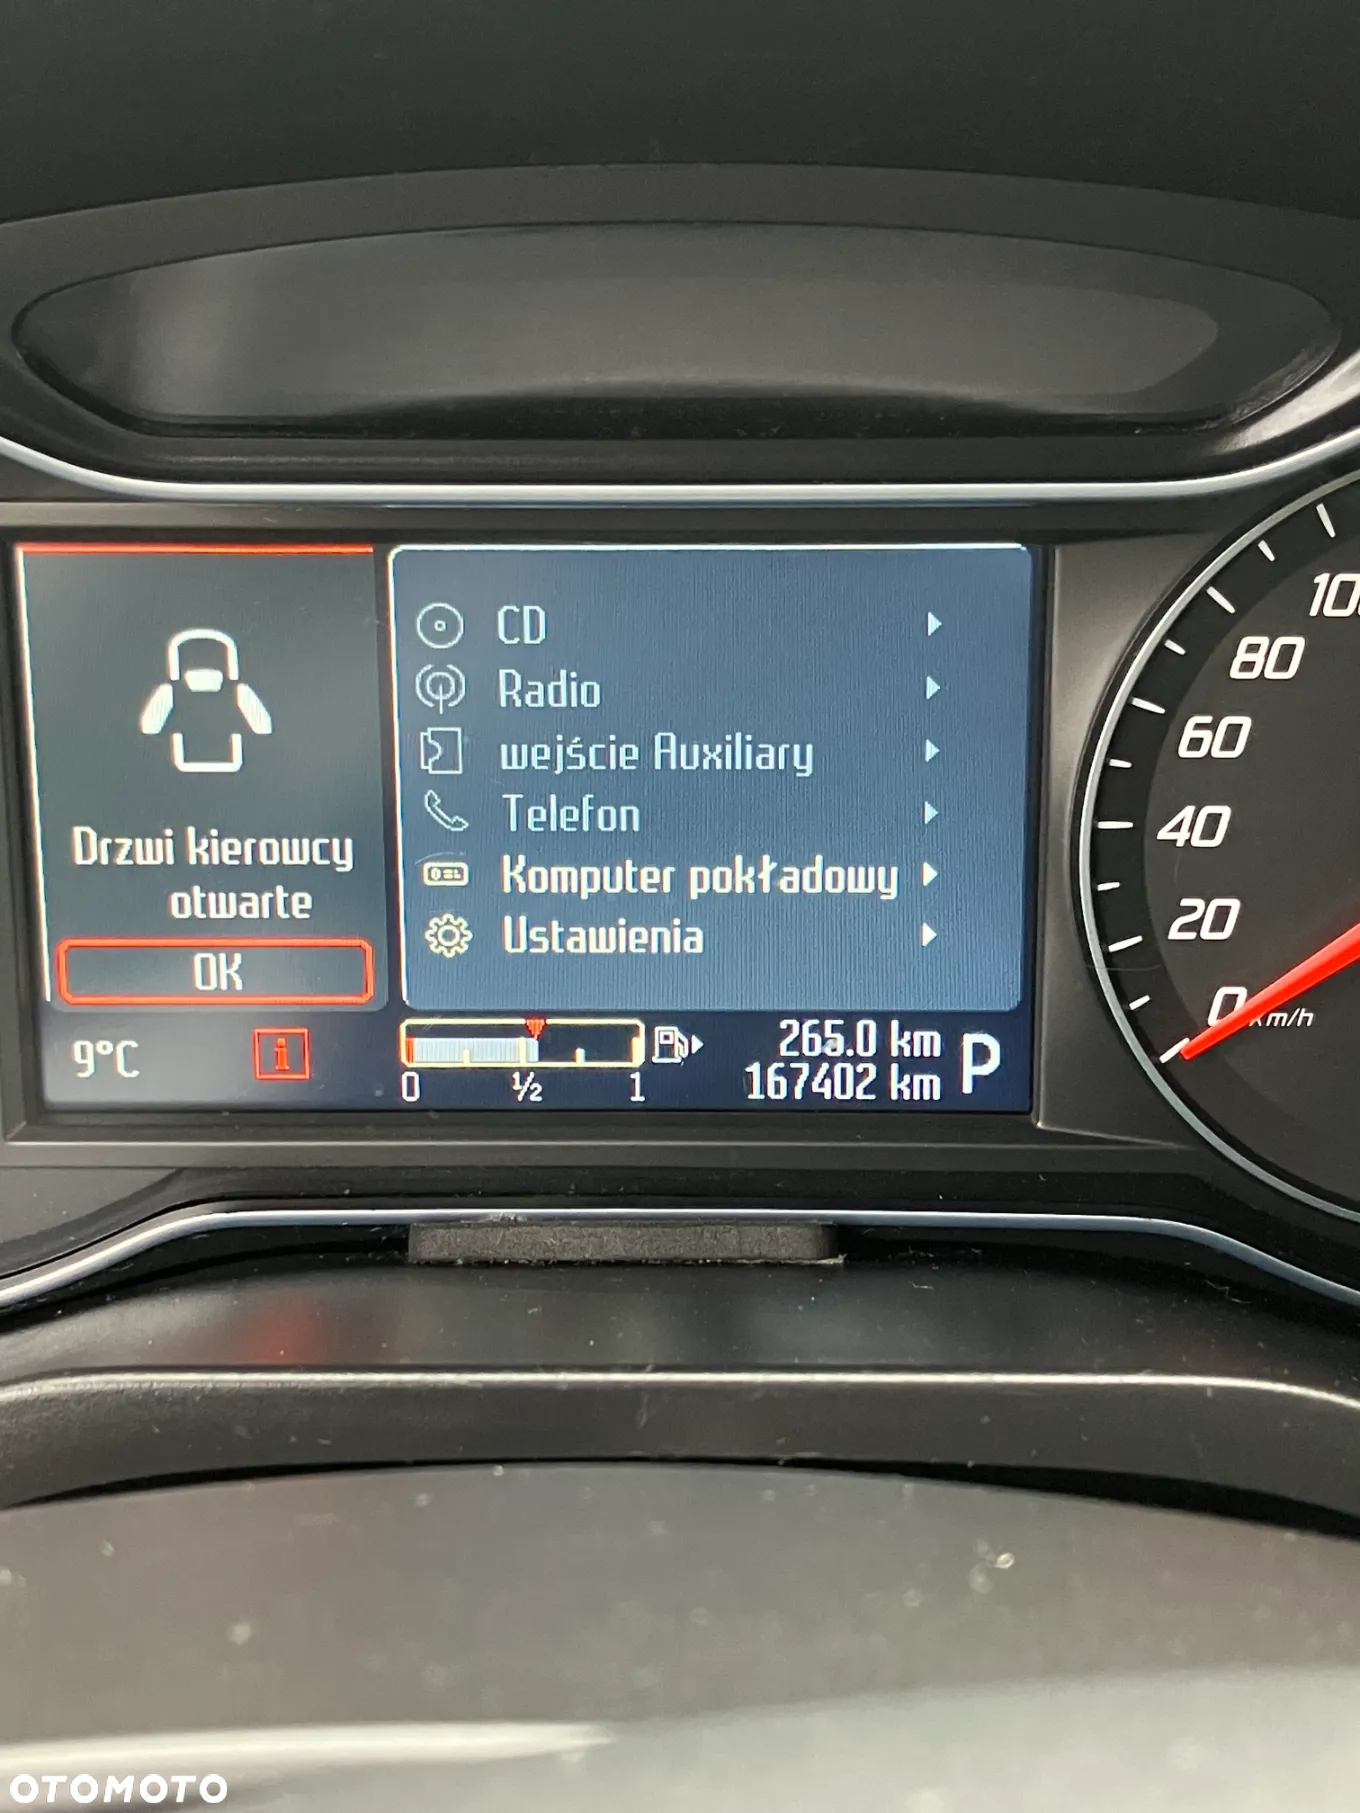 CD
Radio
wejście Auxiliary
Telefon
Komputer pokładowy
Ustawienia
Drzwi kierowcy
otwarte
OK
9°C
i
0 ½ 1
265.0 km
167402 km
P
100
80
60
40
20
0
km/h
OTOMOTO